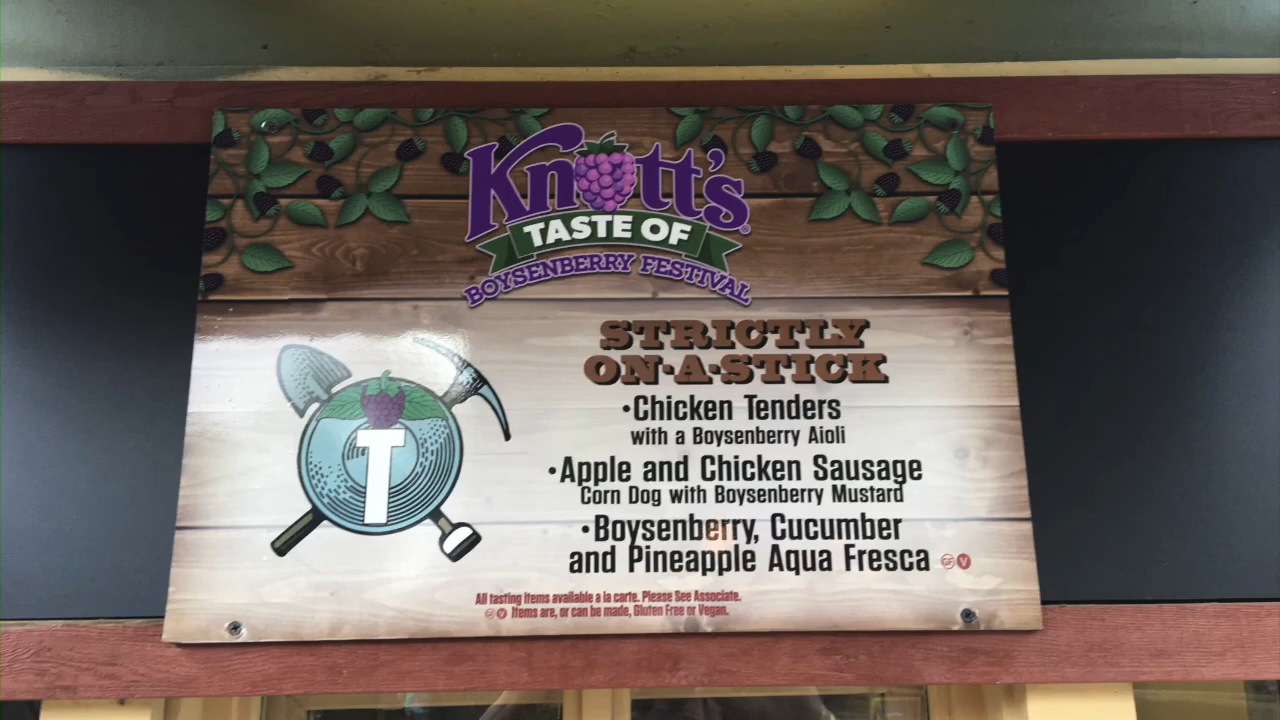 Knott's
TASTE OF
BOYSENBERRY FESTIVAL
STRICTLY
ON·A·STICK
•Chicken Tenders
with a Boysenberry Aioli
•Apple and Chicken Sausage
Corn Dog with Boysenberry Mustard
•Boysenberry, Cucumber
and Pineapple Aqua Fresca GF V
T
All tasting items available a la carte. Please See Associate.
GF V Items are, or can be made, Gluten Free or Vegan.